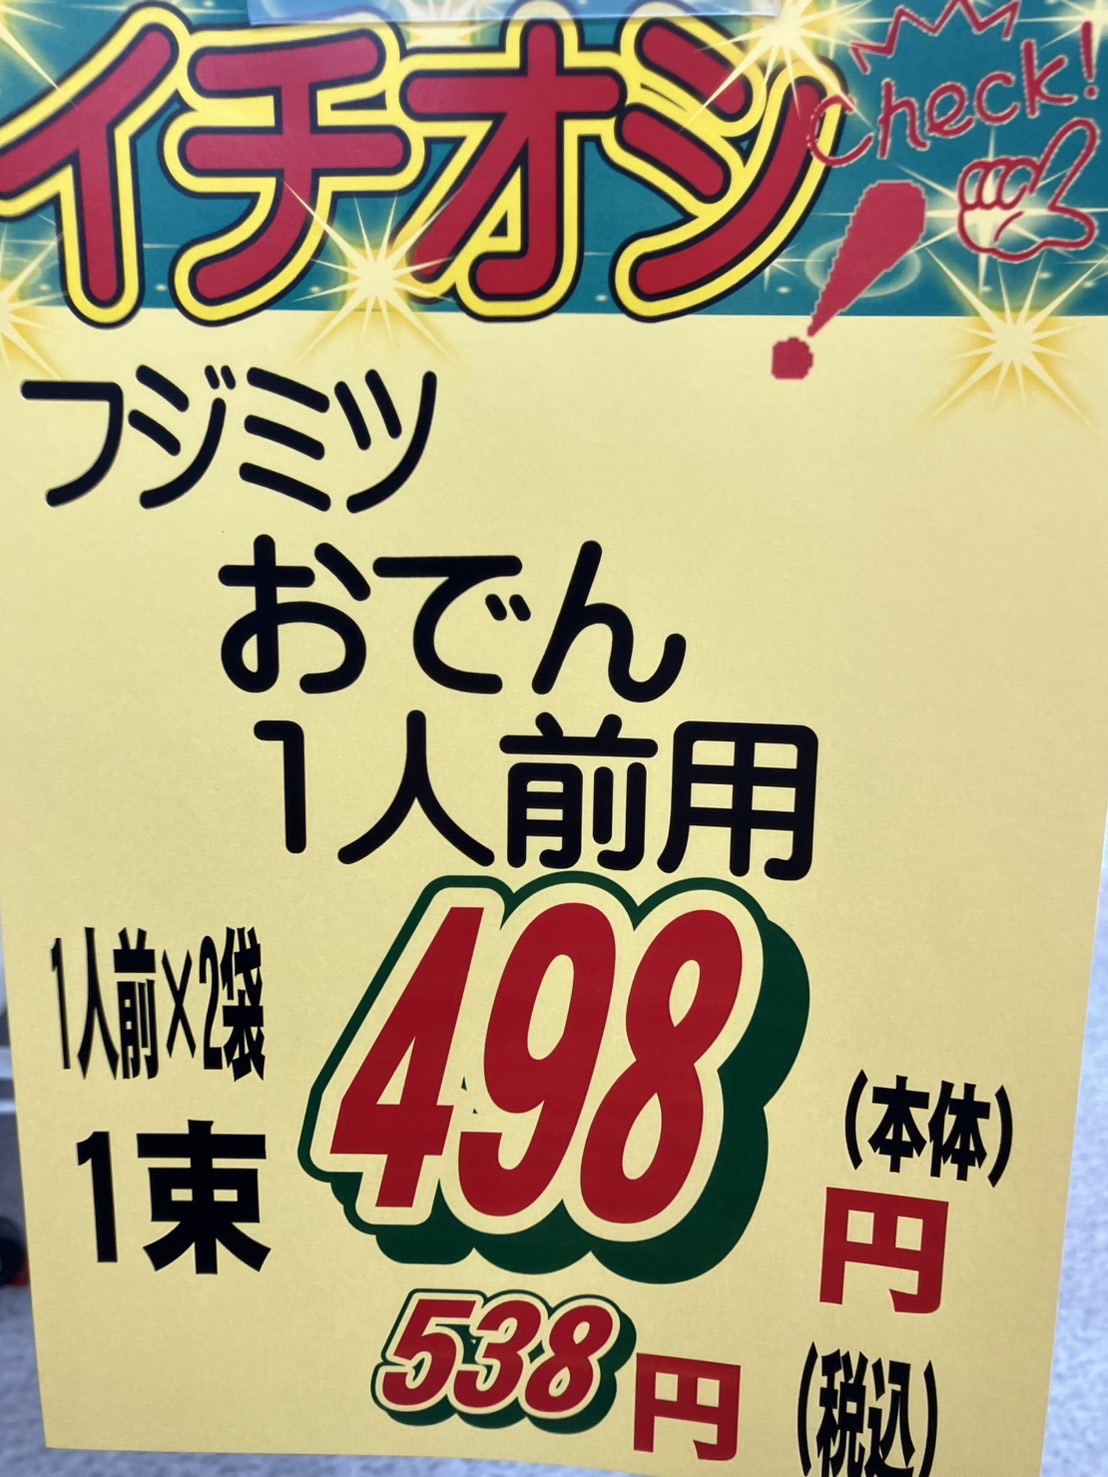 イチオシ
Check!
!
フジミツ
おでん
1人前用
1人前×2袋
1束
498
(本体)
円
538円
(税込)